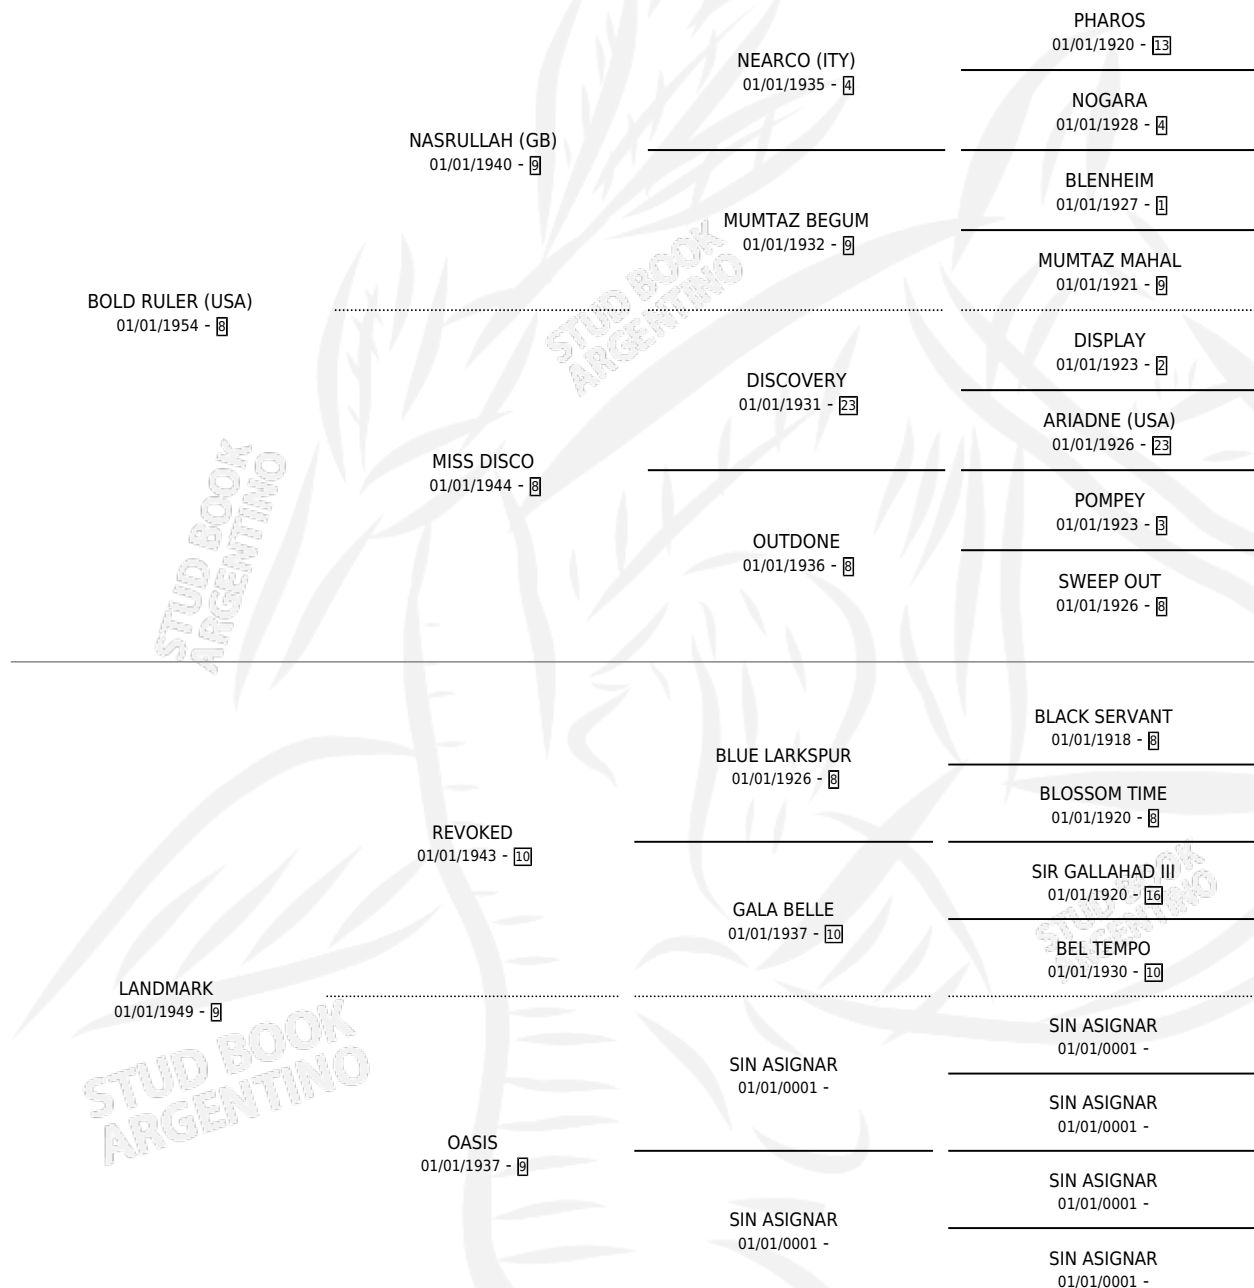 PHAROS
01/01/1920 - 13
NEARCO (ITY)
01/01/1935 - 4
NOGARA
01/01/1928 - 4
NASRULLAH (GB)
01/01/1940 - 9
BLENHEIM
01/01/1927 - 1
MUMTAZ BEGUM
01/01/1932 - 9
MUMTAZ MAHAL
01/01/1921 - 9
BOLD RULER (USA)
01/01/1954 - 8
STUD BOOK
ARGENTINO
DISPLAY
01/01/1923 - 2
DISCOVERY
01/01/1931 - 23
ARIADNE (USA)
01/01/1926 - 23
MISS DISCO
01/01/1944 - 8
POMPEY
01/01/1923 - 3
OUTDONE
01/01/1936 - 8
SWEEP OUT
01/01/1926 - 8
STUD BOOK
ARGENTINO
BLACK SERVANT
01/01/1918 - 8
BLUE LARKSPUR
01/01/1926 - 8
BLOSSOM TIME
01/01/1920 - 8
REVOKED
01/01/1943 - 10
SIR GALLAHAD III
01/01/1920 - 16
GALA BELLE
01/01/1937 - 10
STUD BOOK
ARGENTINO
BEL TEMPO
01/01/1930 - 10
LANDMARK
01/01/1949 - 9
STUD BOOK
ARGENTINO
SIN ASIGNAR
01/01/0001 -
SIN ASIGNAR
01/01/0001 -
SIN ASIGNAR
01/01/0001 -
OASIS
01/01/1937 - 9
SIN ASIGNAR
01/01/0001 -
SIN ASIGNAR
01/01/0001 -
SIN ASIGNAR
01/01/0001 -